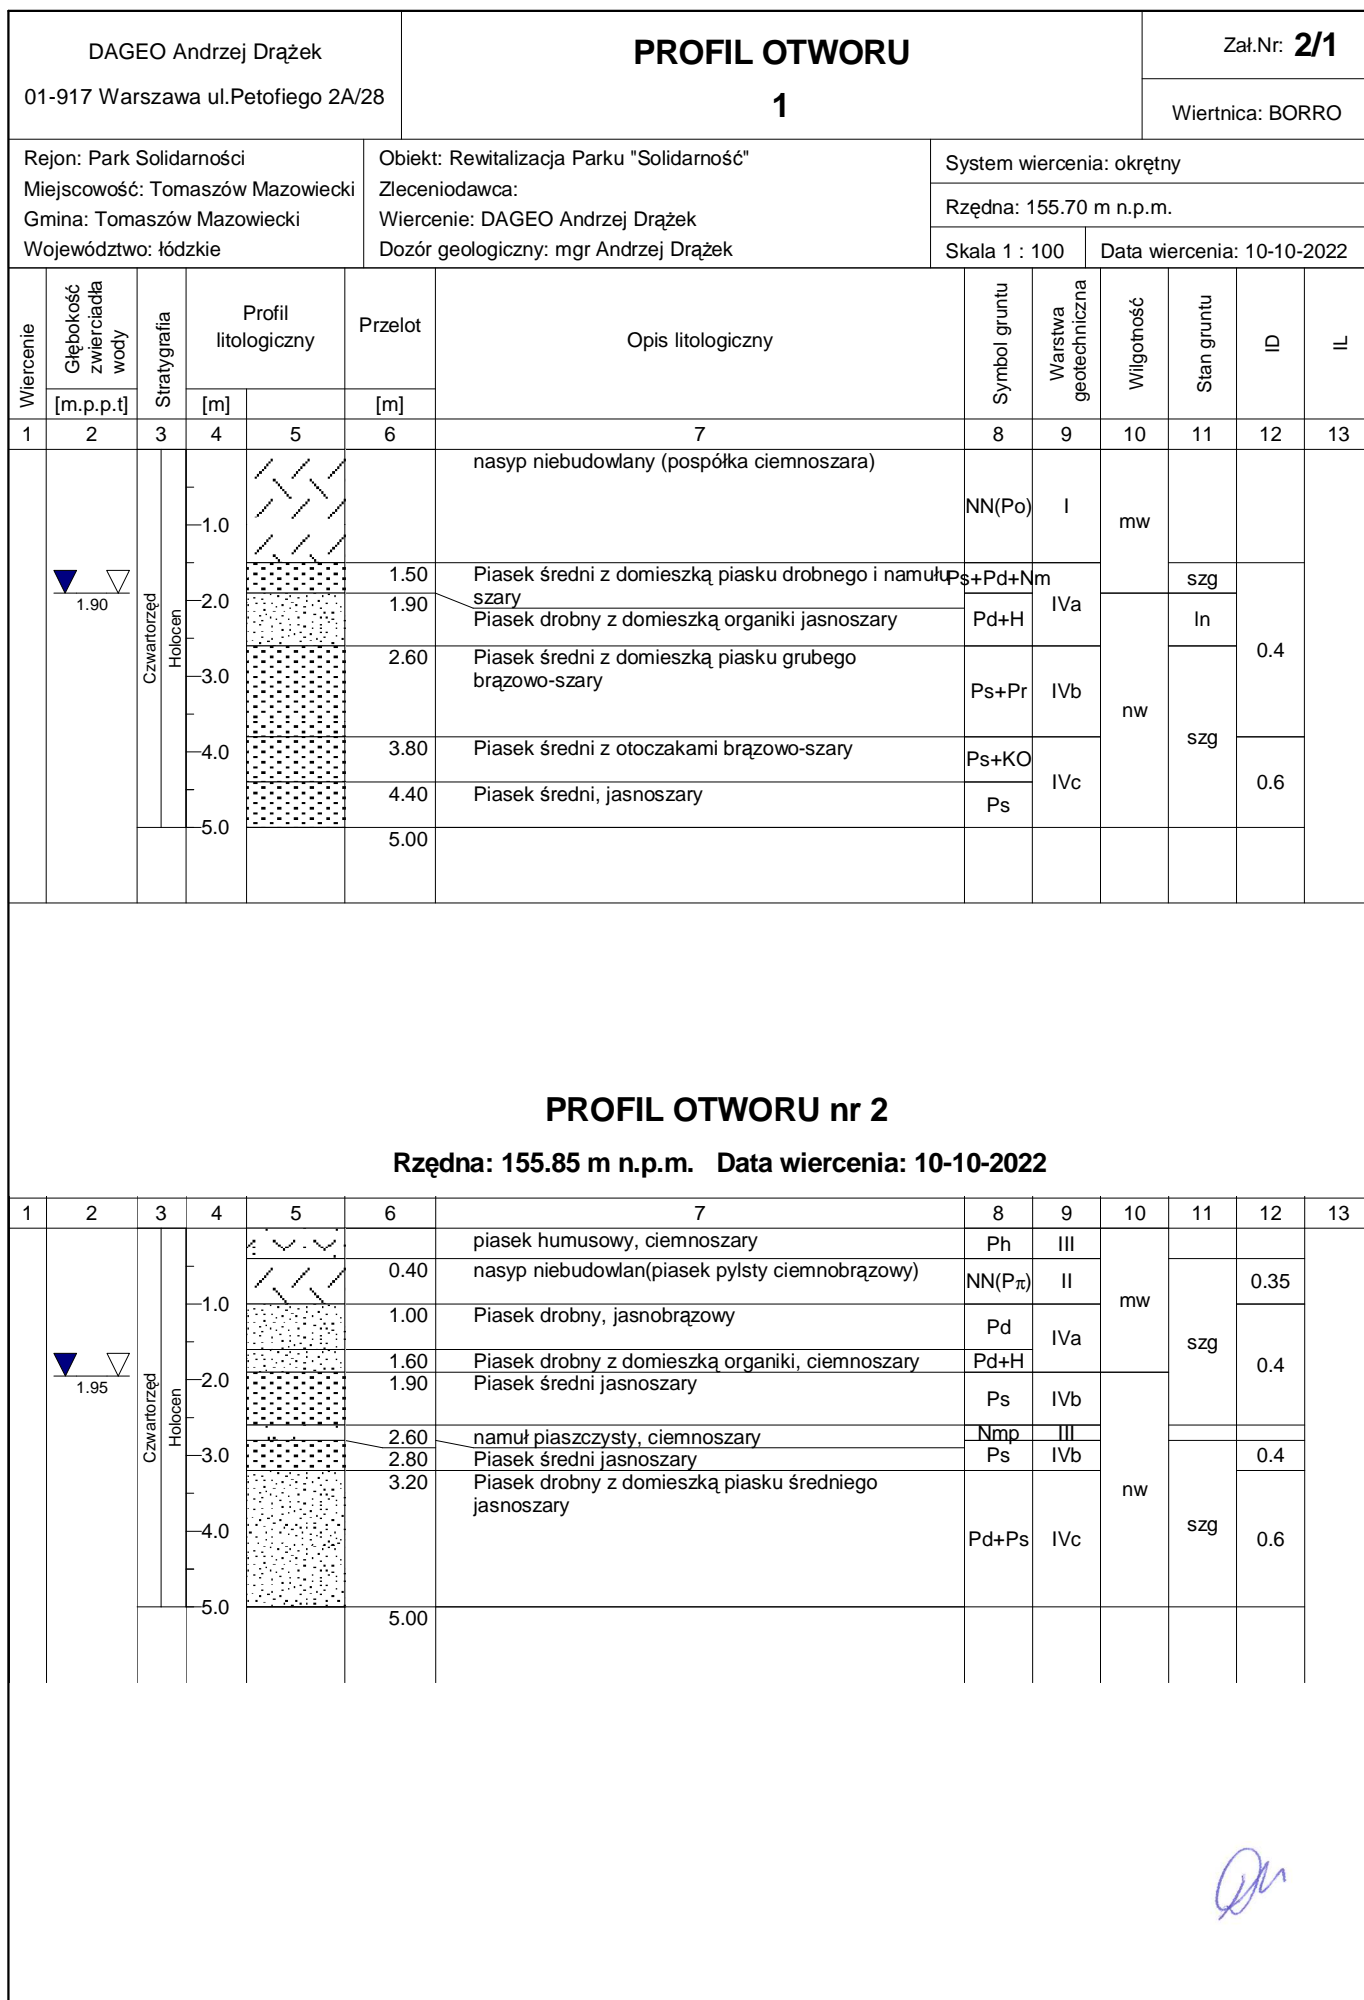 DAGEO Andrzej Drążek
01-917 Warszawa ul.Petofiego 2A/28
PROFIL OTWORU
1
Zał.Nr: 2/1
Wiertnica: BORRO
Rejon: Park Solidarności
Miejscowość: Tomaszów Mazowiecki
Gmina: Tomaszów Mazowiecki
Województwo: łódzkie
Obiekt: Rewitalizacja Parku "Solidarność"
Zleceniodawca:
Wiercenie: DAGEO Andrzej Drążek
Dozór geologiczny: mgr Andrzej Drążek
System wiercenia: okrętny
Rzędna: 155.70 m n.p.m.
Skala 1 : 100 Data wiercenia: 10-10-2022
Wiercenie
Głębokość zwierciadła wody
[m.p.p.t]
Stratygrafia
Profil litologiczny
[m]
Przelot
[m]
Opis litologiczny
Symbol gruntu
Warstwa geotechniczna
Wilgotność
Stan gruntu
ID
IL
1 2 3 4 5 6 7 8 9 10 11 12 13
nasyp niebudowlany (pospółka ciemnoszara)
NN(Po) I mw
1.0
1.50 Piasek średni z domieszką piasku drobnego i namułu szary Ps+Pd+Nm szg
1.90
2.0
1.90 Piasek drobny z domieszką organiki jasnoszary Pd+H IVa ln
Czwartorzęd
Holocen
2.60 Piasek średni z domieszką piasku grubego
brązowo-szary
0.4
3.0
Ps+Pr IVb nw
3.80 Piasek średni z otoczakami brązowo-szary Ps+KO szg
4.0
4.40 Piasek średni, jasnoszary Ps IVc 0.6
5.0
5.00
PROFIL OTWORU nr 2
Rzędna: 155.85 m n.p.m. Data wiercenia: 10-10-2022
1 2 3 4 5 6 7 8 9 10 11 12 13
piasek humusowy, ciemnoszary Ph III
0.40 nasyp niebudowlan(piasek pylsty ciemnobrązowy) NN(Pπ) II 0.35
1.0
mw
1.00 Piasek drobny, jasnobrązowy Pd IVa szg
1.60 Piasek drobny z domieszką organiki, ciemnoszary Pd+H 0.4
1.95
2.0
1.90 Piasek średni jasnoszary Ps IVb
Czwartorzęd
Holocen
2.60 namuł piaszczysty, ciemnoszary Nmp III
3.0
2.80 Piasek średni jasnoszary Ps IVb 0.4
3.20 Piasek drobny z domieszką piasku średniego
jasnoszary
nw
4.0
Pd+Ps IVc szg 0.6
5.0
5.00